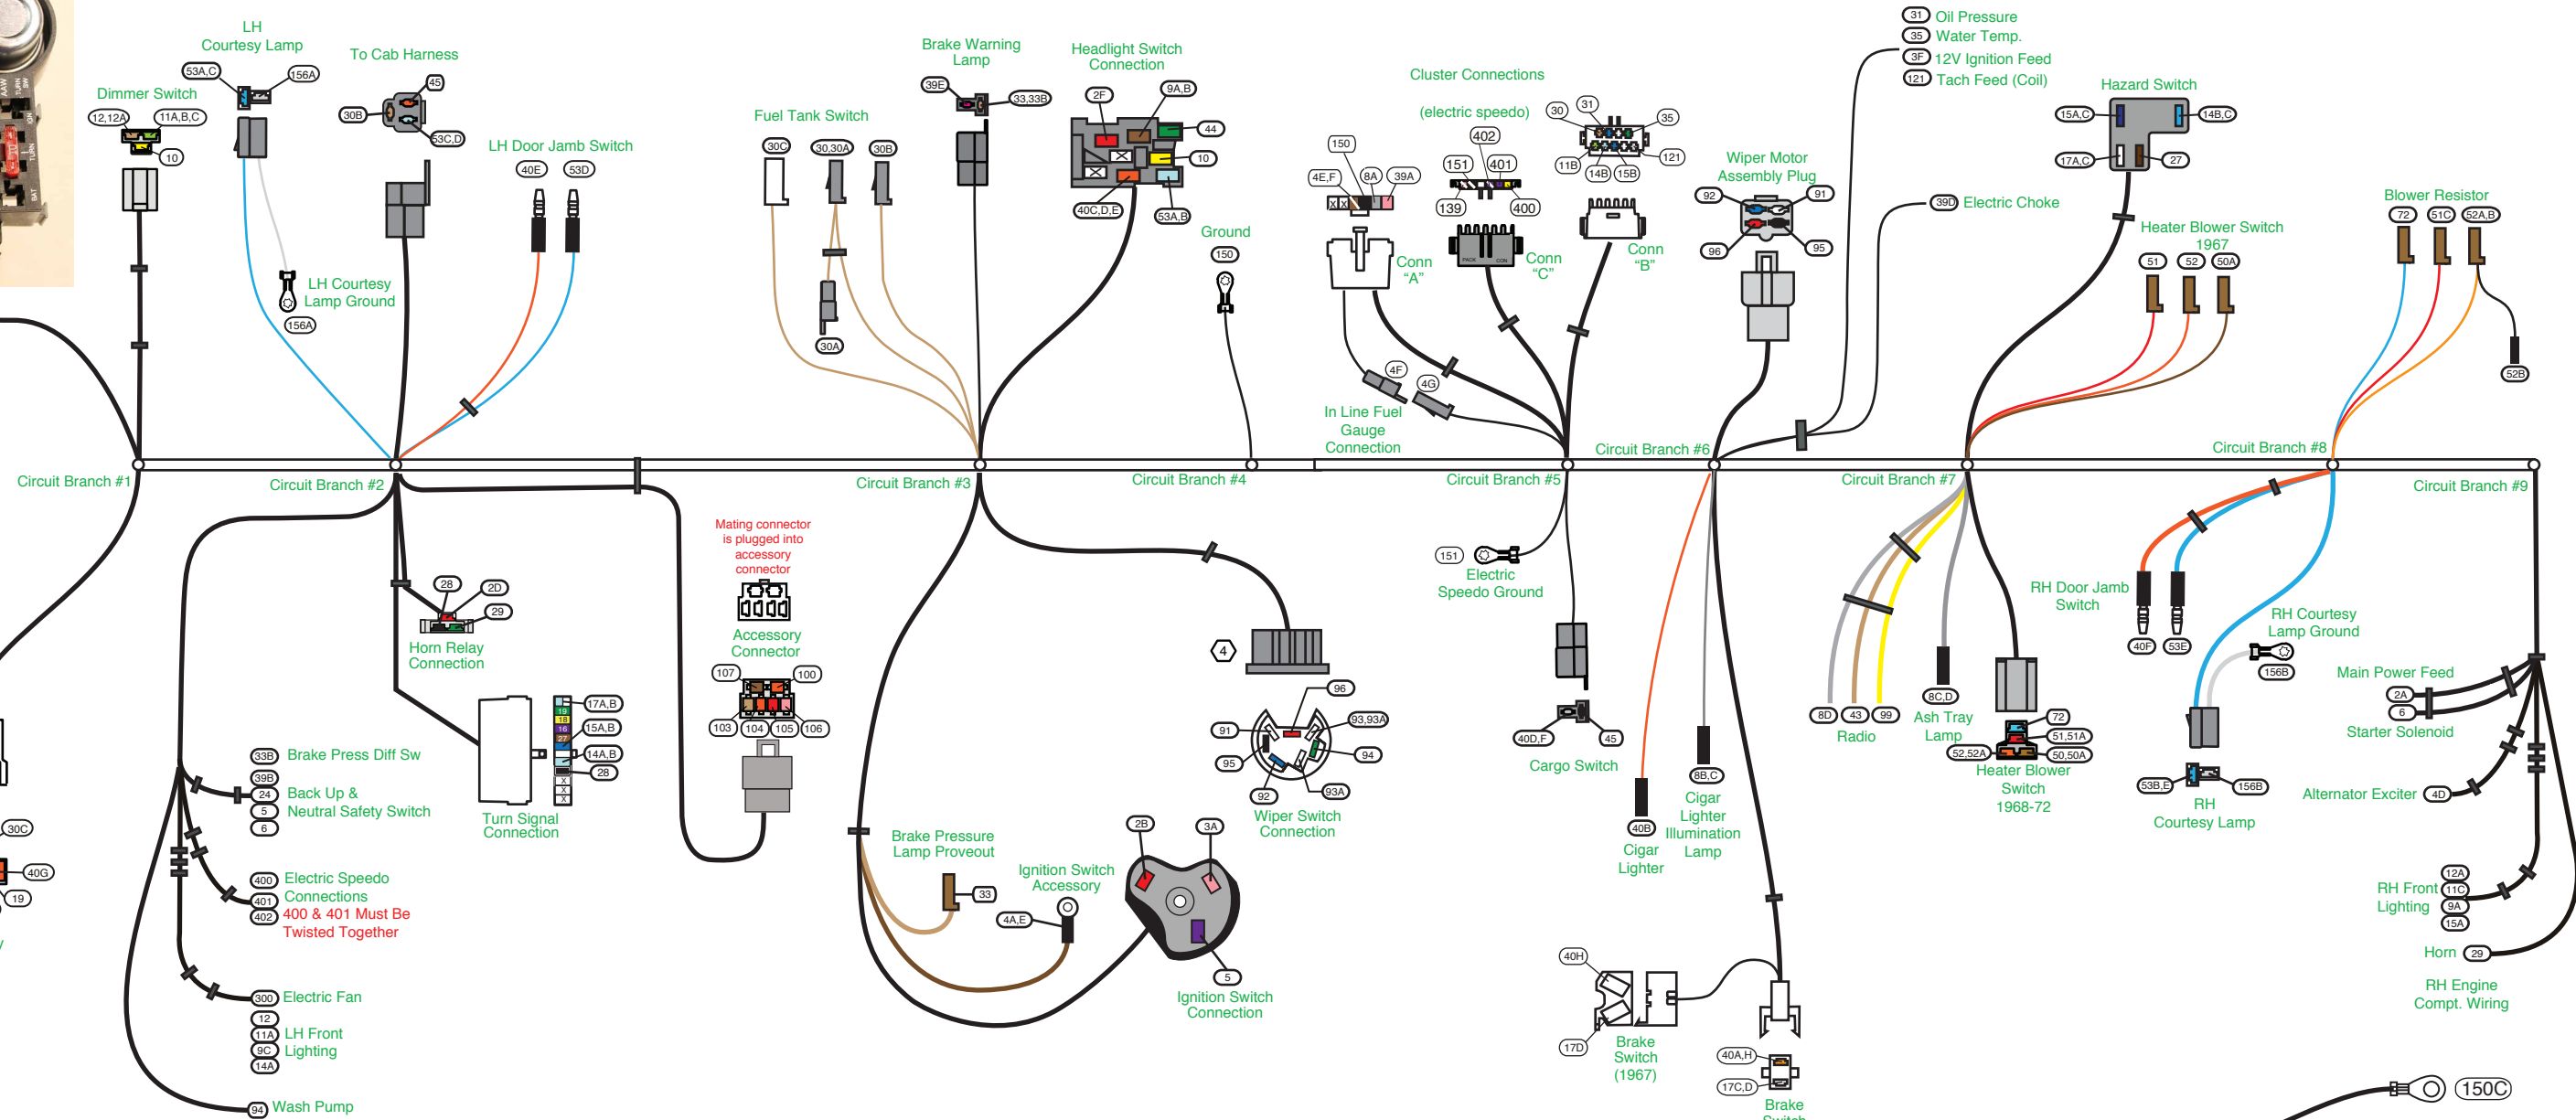 LH
Courtesy Lamp
53A,C
156A
Dimmer Switch
12,12A
11A,B,C
10
LH Courtesy
Lamp Ground
156A
To Cab Harness
45
30B
53C,D
LH Door Jamb Switch
40E
53D
Fuel Tank Switch
30C
30,30A
30B
30A
Brake Warning
Lamp
39E
33,33B
Headlight Switch
Connection
2F
9A,B
44
10
40C,D,E
53A,B
Ground
150
Cluster Connections
(electric speedo)
150
4E,F
8A
39A
Conn
"A"
402
151
401
139
400
Conn
"C"
30
31
35
11B
14B
15B
121
Conn
"B"
4F
4G
In Line Fuel
Gauge
Connection
Wiper Motor
Assembly Plug
92
91
96
95
31 Oil Pressure
35 Water Temp.
3F 12V Ignition Feed
121 Tach Feed (Coil)
39D Electric Choke
Hazard Switch
15A,C
14B,C
17A,C
27
Heater Blower Switch
1967
51
52
50A
Blower Resistor
72
51C
52A,B
52B
Circuit Branch #1
Circuit Branch #2
Circuit Branch #3
Circuit Branch #4
Circuit Branch #5
Circuit Branch #6
Circuit Branch #7
Circuit Branch #8
Circuit Branch #9
30C
40G
19
33B Brake Press Diff Sw
39B
24 Back Up &
5 Neutral Safety Switch
6
400 Electric Speedo
401 Connections
402 400 & 401 Must Be
Twisted Together
300 Electric Fan
12
11A LH Front
9C Lighting
14A
94 Wash Pump
28
2D
29
Horn Relay
Connection
17A,B
19
18
16
27
15A,B
14A,B
28
X
X
X
Turn Signal
Connection
Mating connector
is plugged into
accessory
connector
Accessory
Connector
107
100
103
104
105
106
Brake Pressure
Lamp Proveout
33
Ignition Switch
Accessory
4A,E
2B
3A
5
Ignition Switch
Connection
4
96
91
93,93A
95
94
92
93A
Wiper Switch
Connection
151
Electric
Speedo Ground
40D,F
45
Cargo Switch
40B
Cigar
Lighter
8B,C
Cigar
Lighter
Illumination
Lamp
40H
17D
Brake
Switch
(1967)
40A,H
17C,D
Brake
8D
43
99
Radio
8C,D
Ash Tray
Lamp
72
51,51A
52,52A
50,50A
Heater Blower
Switch
1968-72
RH Door Jamb
Switch
40F
53E
RH Courtesy
Lamp Ground
156B
53B,E
156B
RH
Courtesy Lamp
Main Power Feed
2A
6
Starter Solenoid
Alternator Exciter 4D
12A
RH Front 11C
Lighting 9A
15A
Horn 29
RH Engine
Compt. Wiring
150C